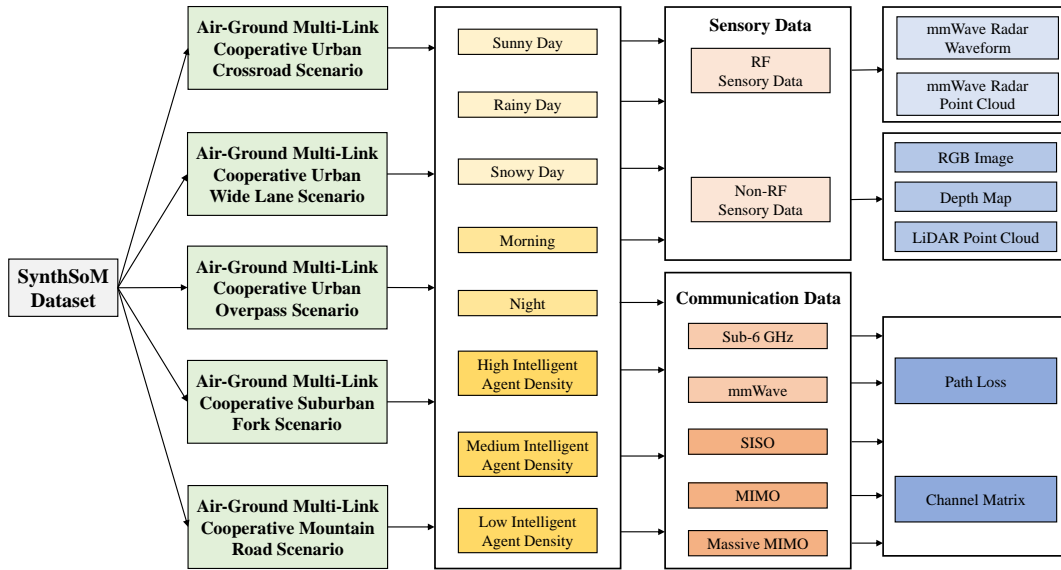 SynthSoM
Dataset
Air-Ground Multi-Link
Cooperative Urban
Crossroad Scenario
Air-Ground Multi-Link
Cooperative Urban
Wide Lane Scenario
Air-Ground Multi-Link
Cooperative Urban
Overpass Scenario
Air-Ground Multi-Link
Cooperative Suburban
Fork Scenario
Air-Ground Multi-Link
Cooperative Mountain
Road Scenario
Sunny Day
Rainy Day
Snowy Day
Morning
Night
High Intelligent
Agent Density
Medium Intelligent
Agent Density
Low Intelligent
Agent Density
Sensory Data
RF
Sensory Data
Non-RF
Sensory Data
Communication Data
Sub-6 GHz
mmWave
SISO
MIMO
Massive MIMO
mmWave Radar
Waveform
mmWave Radar
Point Cloud
RGB Image
Depth Map
LiDAR Point Cloud
Path Loss
Channel Matrix